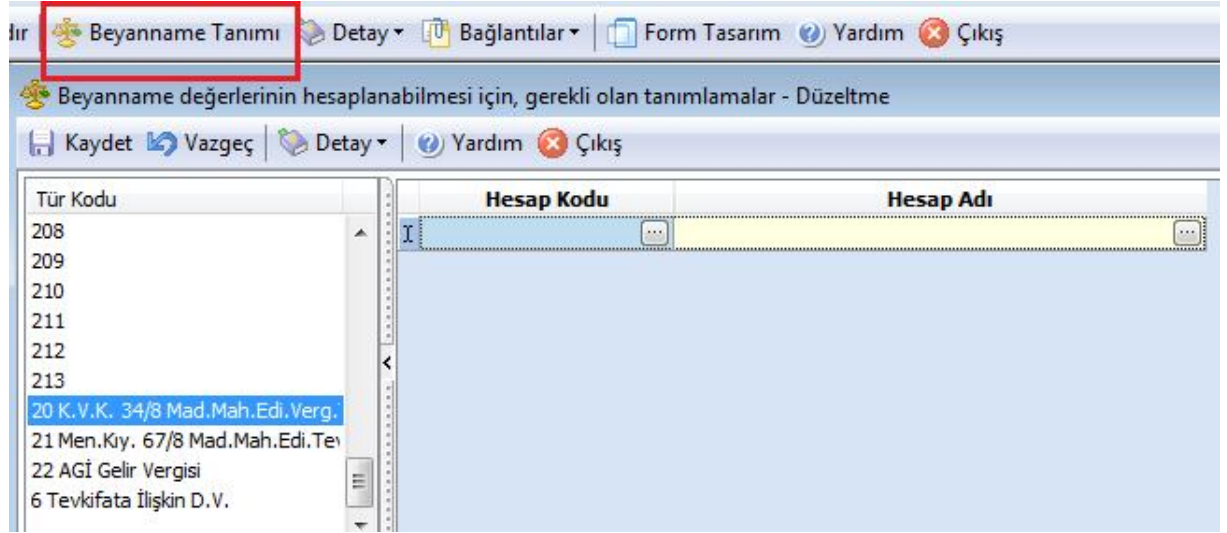 dır Beyanname Tanımı Detay Bağlantılar Form Tasarım Yardım Çıkış
Beyanname değerlerinin hesaplanabilmesi için, gerekli olan tanımlamalar - Düzeltme
Kaydet Vazgeç Detay Yardım Çıkış
Tür Kodu Hesap Kodu Hesap Adı
208
209
210
211
212
213
20 K.V.K. 34/8 Mad.Mah.Edi.Verg.
21 Men.Kıy. 67/8 Mad.Mah.Edi.Tev
22 AGİ Gelir Vergisi
6 Tevkifata İlişkin D.V.